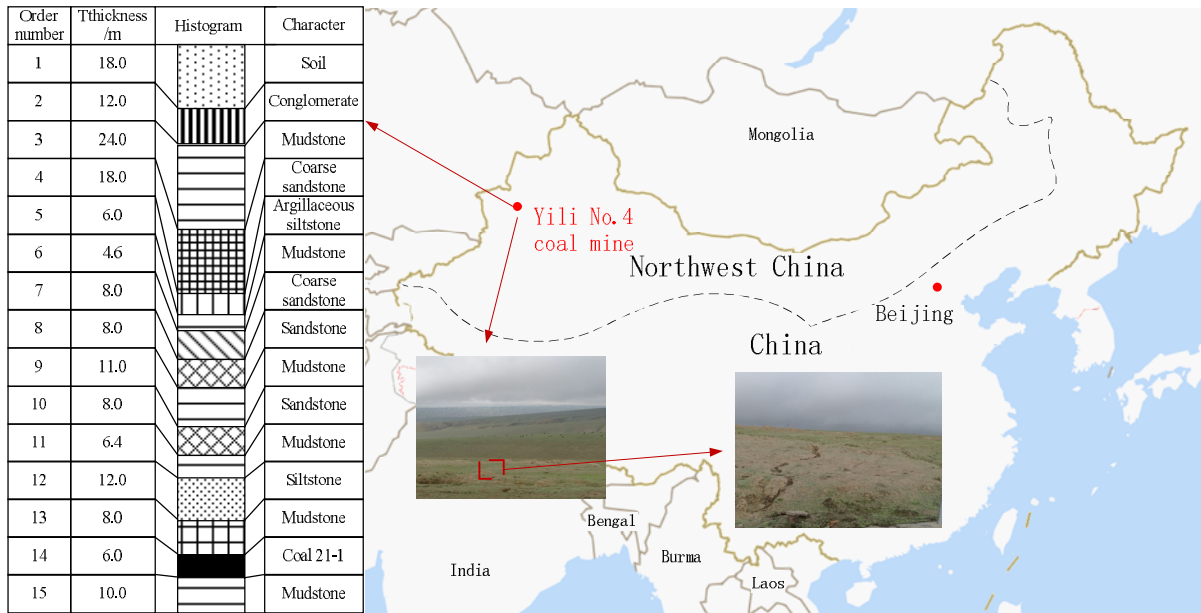 Order number
Tthickness /m
Histogram
Character
1 18.0 Soil
2 12.0 Conglomerate
3 24.0 Mudstone
4 18.0 Coarse sandstone
5 6.0 Argillaceous siltstone
6 4.6 Mudstone
7 8.0 Coarse sandstone
8 8.0 Sandstone
9 11.0 Mudstone
10 8.0 Sandstone
11 6.4 Mudstone
12 12.0 Siltstone
13 8.0 Mudstone
14 6.0 Coal 21-1
15 10.0 Mudstone
Mongolia
Yili No.4
coal mine
Northwest China
Beijing
China
Bengal
Burma
India
Laos